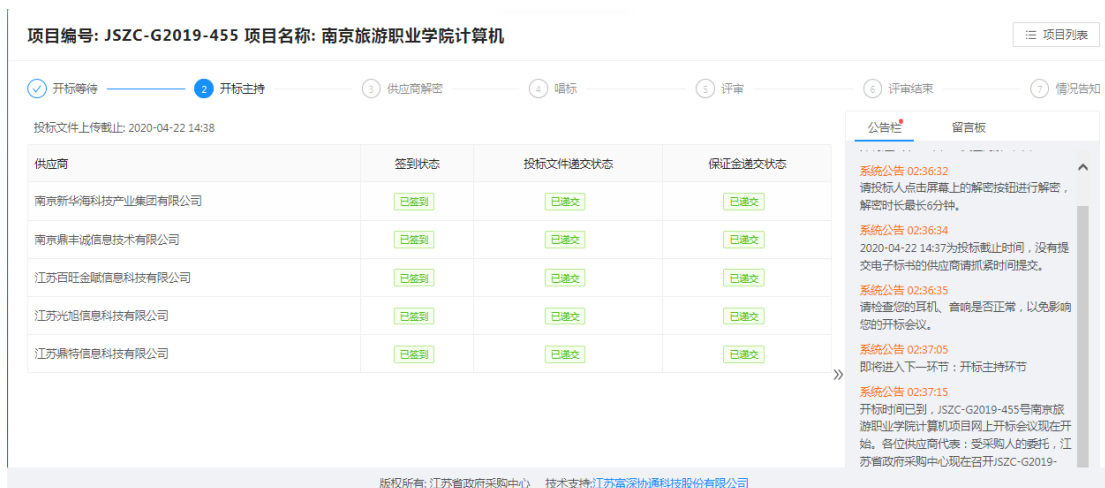 项目编号: JSZC-G2019-455 项目名称: 南京旅游职业学院计算机
项目列表
开标等待
2 开标主持
3 供应商解密
4 唱标
5 评审
6 评审结束
7 情况告知
投标文件上传截止: 2020-04-22 14:38
供应商 签到状态 投标文件递交状态 保证金递交状态
南京新华海科技产业集团有限公司 已签到 已递交 已递交
南京鼎丰诚信息技术有限公司 已签到 已递交 已递交
江苏百旺金赋信息科技有限公司 已签到 已递交 已递交
江苏光旭信息科技有限公司 已签到 已递交 已递交
江苏鼎特信息科技有限公司 已签到 已递交 已递交
公告栏 留言板
系统公告 02:36:32
请投标人点击屏幕上的解密按钮进行解密，
解密时长最长6分钟。
系统公告 02:36:34
2020-04-22 14:37为投标截止时间，没有提
交电子标书的供应商请抓紧时间提交。
系统公告 02:36:35
请检查您的耳机、音响是否正常，以免影响
您的开标会议。
系统公告 02:37:05
即将进入下一环节：开标主持环节
系统公告 02:37:15
开标时间已到，JSZC-G2019-455号南京旅
游职业学院计算机项目网上开标会议现在开
始。各位供应商代表：受采购人的委托，江
苏省政府采购中心现在召开JSZC-G2019-
版权所有: 江苏省政府采购中心 技术支持:江苏富深协通科技股份有限公司